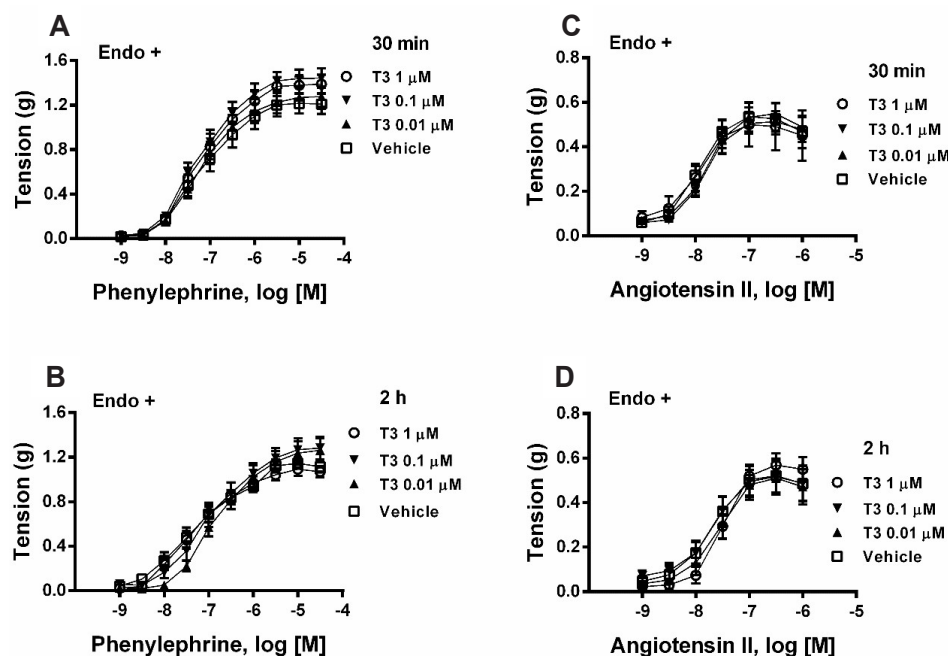 A
Endo +
30 min
T3 1 μM
T3 0.1 μM
T3 0.01 μM
Vehicle
Tension (g)
1.6
1.2
0.8
0.4
0.0
-9 -8 -7 -6 -5 -4
Phenylephrine, log [M]
C
Endo +
30 min
T3 1 μM
T3 0.1 μM
T3 0.01 μM
Vehicle
Tension (g)
0.8
0.6
0.4
0.2
0.0
-9 -8 -7 -6 -5
Angiotensin II, log [M]
B
Endo +
2 h
T3 1 μM
T3 0.1 μM
T3 0.01 μM
Vehicle
Tension (g)
1.6
1.2
0.8
0.4
0.0
-9 -8 -7 -6 -5 -4
Phenylephrine, log [M]
D
Endo +
2 h
T3 1 μM
T3 0.1 μM
T3 0.01 μM
Vehicle
Tension (g)
0.8
0.6
0.4
0.2
0.0
-9 -8 -7 -6 -5
Angiotensin II, log [M]